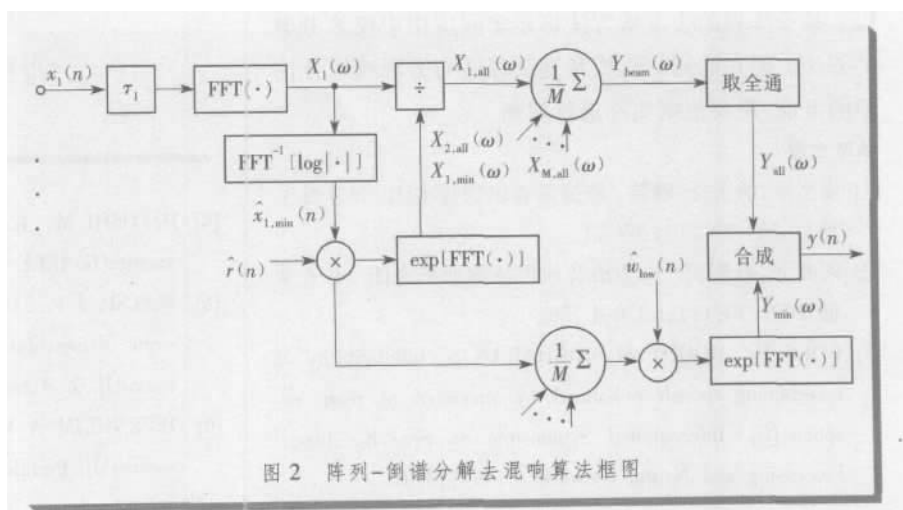 x₁(n)
τ₁
FFT(·)
X₁(ω)
÷
X₁,all(ω)
1/M Σ
Y_beam(ω)
取全通
FFT⁻¹[log|·|]
X₂,all(ω)
X₁,min(ω)
X_M,all(ω)
Y_all(ω)
x̂₁,min(n)
r̂(n)
×
exp[FFT(·)]
ŵ_low(n)
合成
y(n)
Y_min(ω)
1/M Σ
×
exp[FFT(·)]
图 2 阵列-倒谱分解去混响算法框图